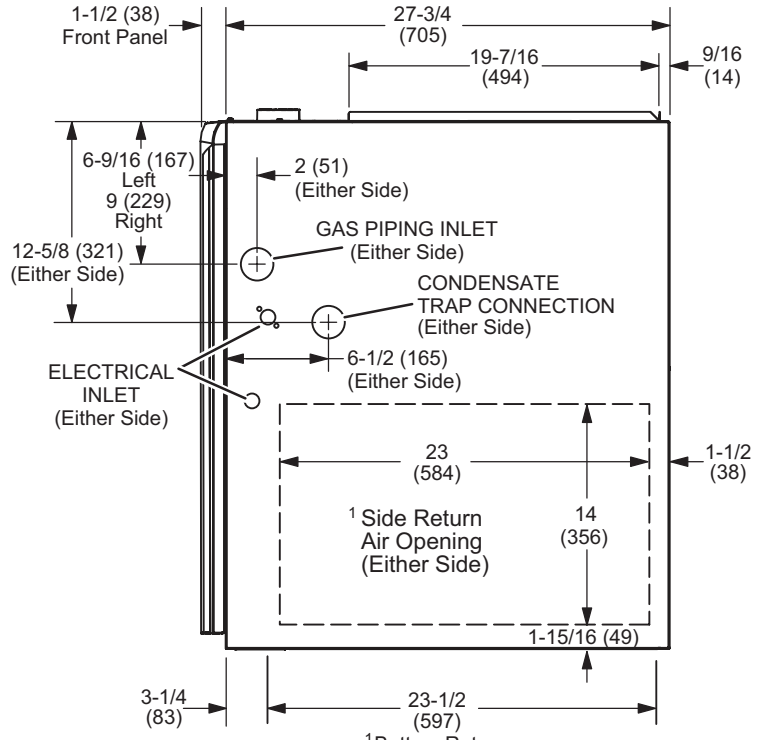 1-1/2 (38)
Front Panel
27-3/4
(705)
19-7/16
(494)
9/16
(14)
6-9/16 (167)
Left
9 (229)
Right
2 (51)
(Either Side)
12-5/8 (321)
(Either Side)
GAS PIPING INLET
(Either Side)
CONDENSATE
TRAP CONNECTION
(Either Side)
6-1/2 (165)
(Either Side)
ELECTRICAL
INLET
(Either Side)
23
(584)
1-1/2
(38)
14
(356)
1 Side Return
Air Opening
(Either Side)
1-15/16 (49)
3-1/4
(83)
23-1/2
(597)